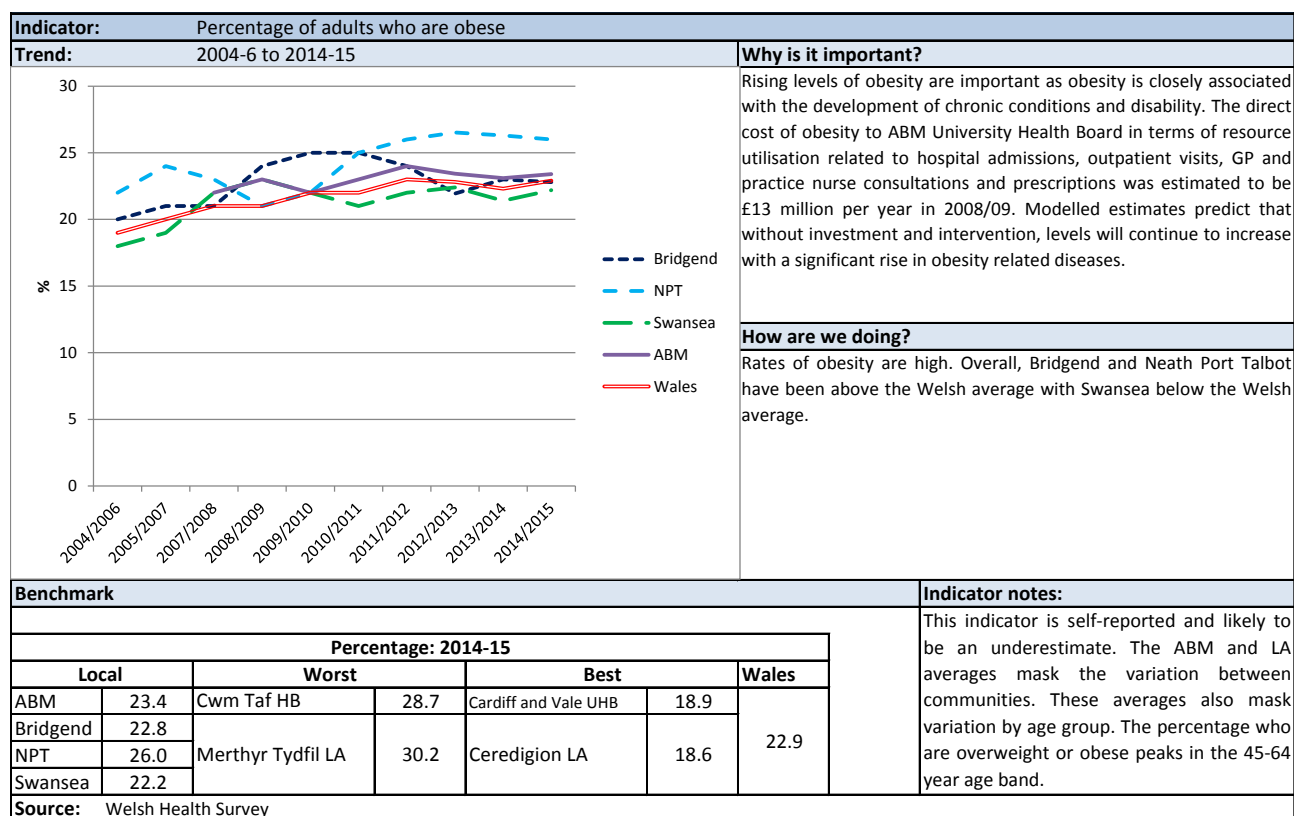 Indicator: Percentage of adults who are obese
Trend: 2004-6 to 2014-15
30
25
20
15
10
5
0
%
2004/2006
2005/2007
2007/2008
2008/2009
2009/2010
2010/2011
2011/2012
2012/2013
2013/2014
2014/2015
Bridgend
NPT
Swansea
ABM
Wales
Why is it important?
Rising levels of obesity are important as obesity is closely associated
with the development of chronic conditions and disability. The direct
cost of obesity to ABM University Health Board in terms of resource
utilisation related to hospital admissions, outpatient visits, GP and
practice nurse consultations and prescriptions was estimated to be
£13 million per year in 2008/09. Modelled estimates predict that
without investment and intervention, levels will continue to increase
with a significant rise in obesity related diseases.
How are we doing?
Rates of obesity are high. Overall, Bridgend and Neath Port Talbot
have been above the Welsh average with Swansea below the Welsh
average.
Benchmark
Percentage: 2014-15
Local Worst Best Wales
ABM 23.4 Cwm Taf HB 28.7 Cardiff and Vale UHB 18.9
Bridgend 22.8
NPT 26.0 Merthyr Tydfil LA 30.2 Ceredigion LA 18.6 22.9
Swansea 22.2
Indicator notes:
This indicator is self-reported and likely to
be an underestimate. The ABM and LA
averages mask the variation between
communities. These averages also mask
variation by age group. The percentage who
are overweight or obese peaks in the 45-64
year age band.
Source: Welsh Health Survey